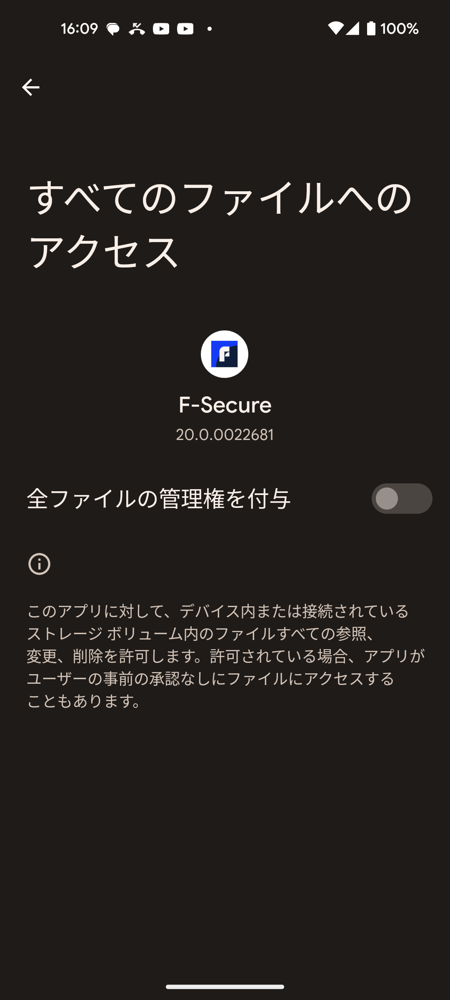 16:09
100%
すべてのファイルへの
アクセス
F-Secure
20.0.0022681
全ファイルの管理権を付与
このアプリに対して、デバイス内または接続されている
ストレージ ボリューム内のファイルすべての参照、
変更、削除を許可します。許可されている場合、アプリが
ユーザーの事前の承認なしにファイルにアクセスする
こともあります。